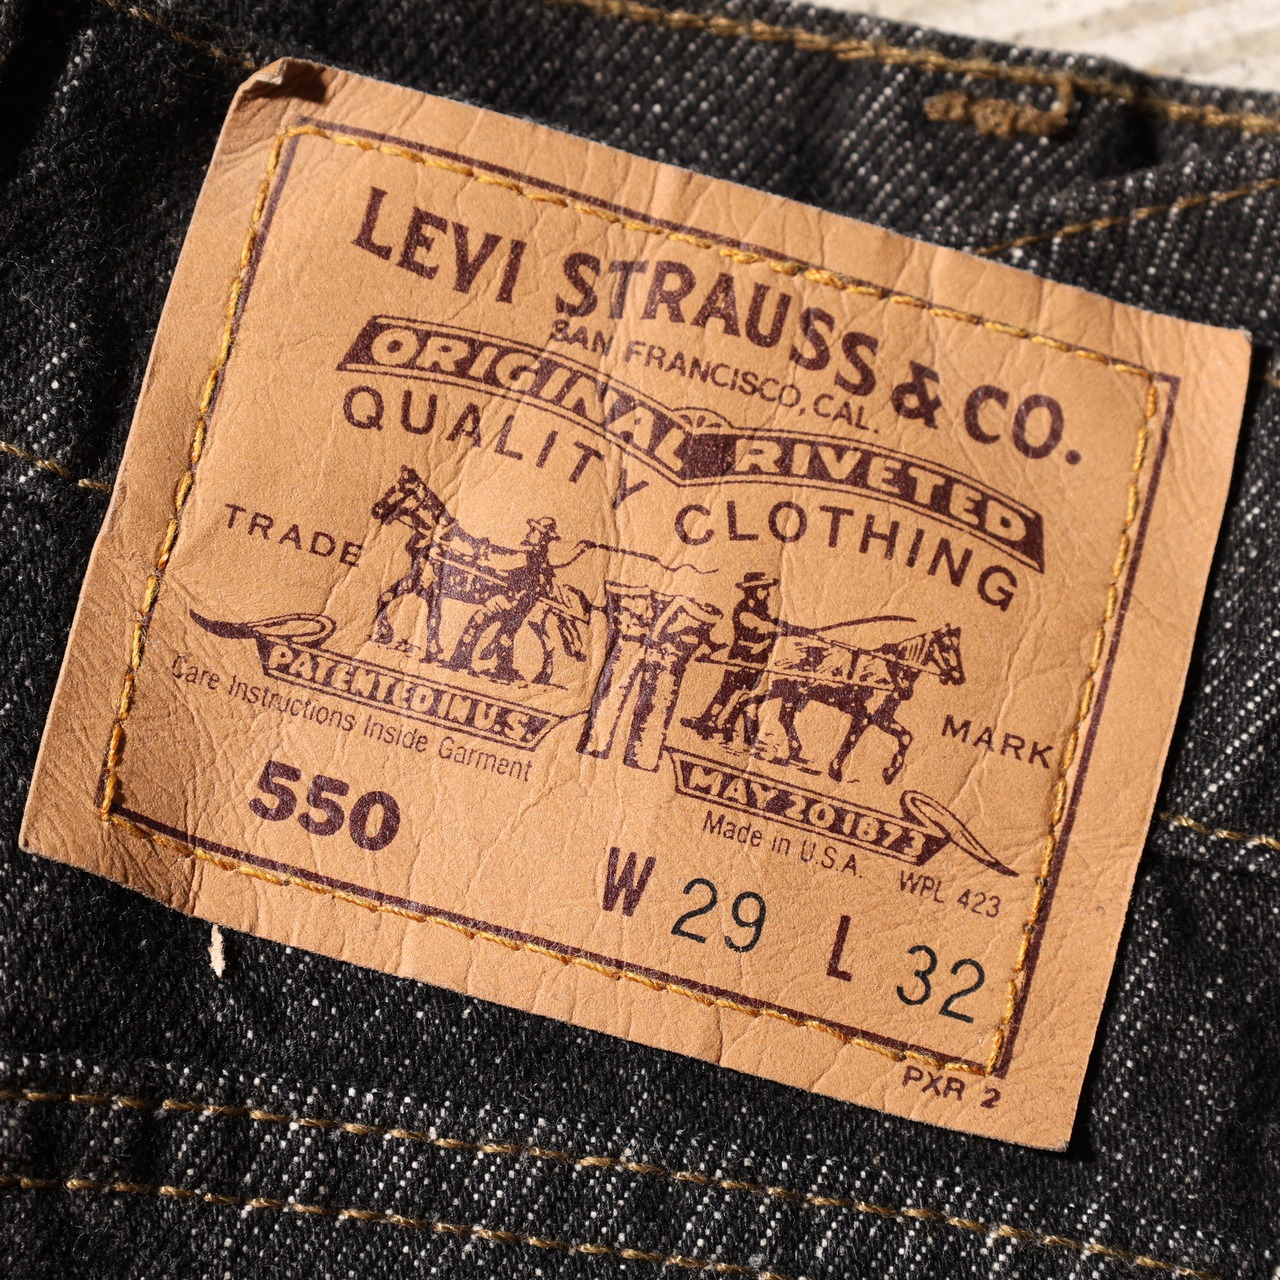 LEVI STRAUSS & CO.
SAN FRANCISCO, CAL.
ORIGINAL RIVETED
QUALITY CLOTHING
TRADE MARK
PATENTED IN U.S.
MAY 20 1873
Care Instructions Inside Garment
Made in U.S.A. WPL 423
550
W 29 L 32
PXR 2